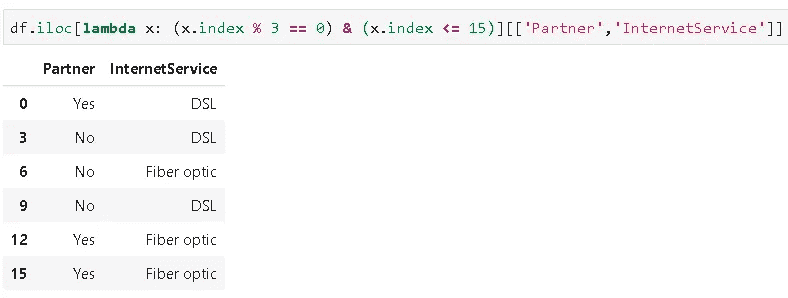 df.iloc[lambda x: (x.index % 3 == 0) & (x.index <= 15)][['Partner','InternetService']]
Partner InternetService
0 Yes DSL
3 No DSL
6 No Fiber optic
9 No DSL
12 Yes Fiber optic
15 Yes Fiber optic